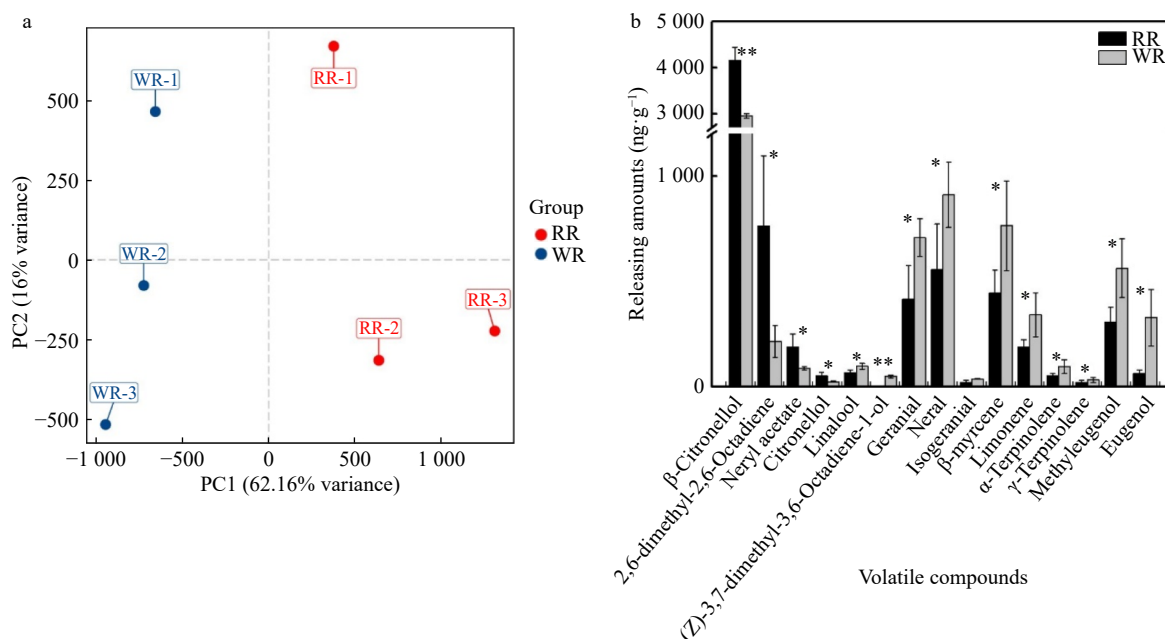 a
500
250
0
−250
−500
PC2 (16% variance)
WR-1
RR-1
WR-2
RR-3
RR-2
WR-3
−1 000
−500
0
500
1 000
PC1 (62.16% variance)
Group
RR
WR
b
5 000
4 000
3 000
1 000
0
Releasing amounts (ng·g⁻¹)
RR
WR
**
*
*
*
*
**
*
*
*
*
*
*
*
*
β-Citronellol
2,6-dimethyl-2,6-Octadiene
Neryl acetate
Citronellol
Linalool
(Z)-3,7-dimethyl-3,6-Octadiene-1-ol
Geranial
Neral
Isogeranial
β-myrcene
Limonene
α-Terpinolene
γ-Terpinolene
Methyleugenol
Eugenol
Volatile compounds